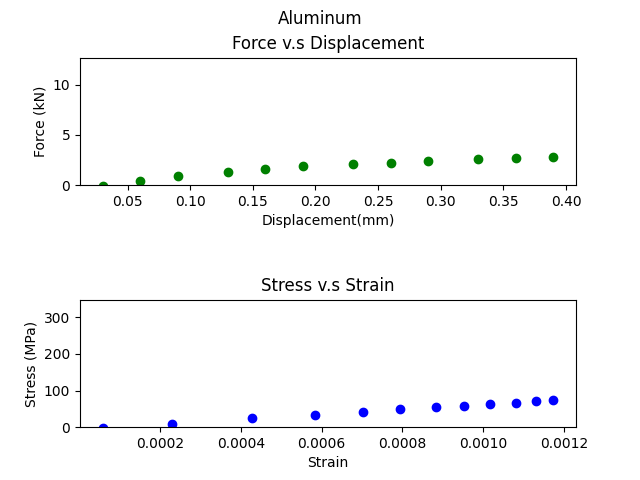 Aluminum
Force v.s Displacement
10
5
0
Force (kN)
0.05 0.10 0.15 0.20 0.25 0.30 0.35 0.40
Displacement(mm)
Stress v.s Strain
300
200
100
0
Stress (MPa)
0.0002 0.0004 0.0006 0.0008 0.0010 0.0012
Strain